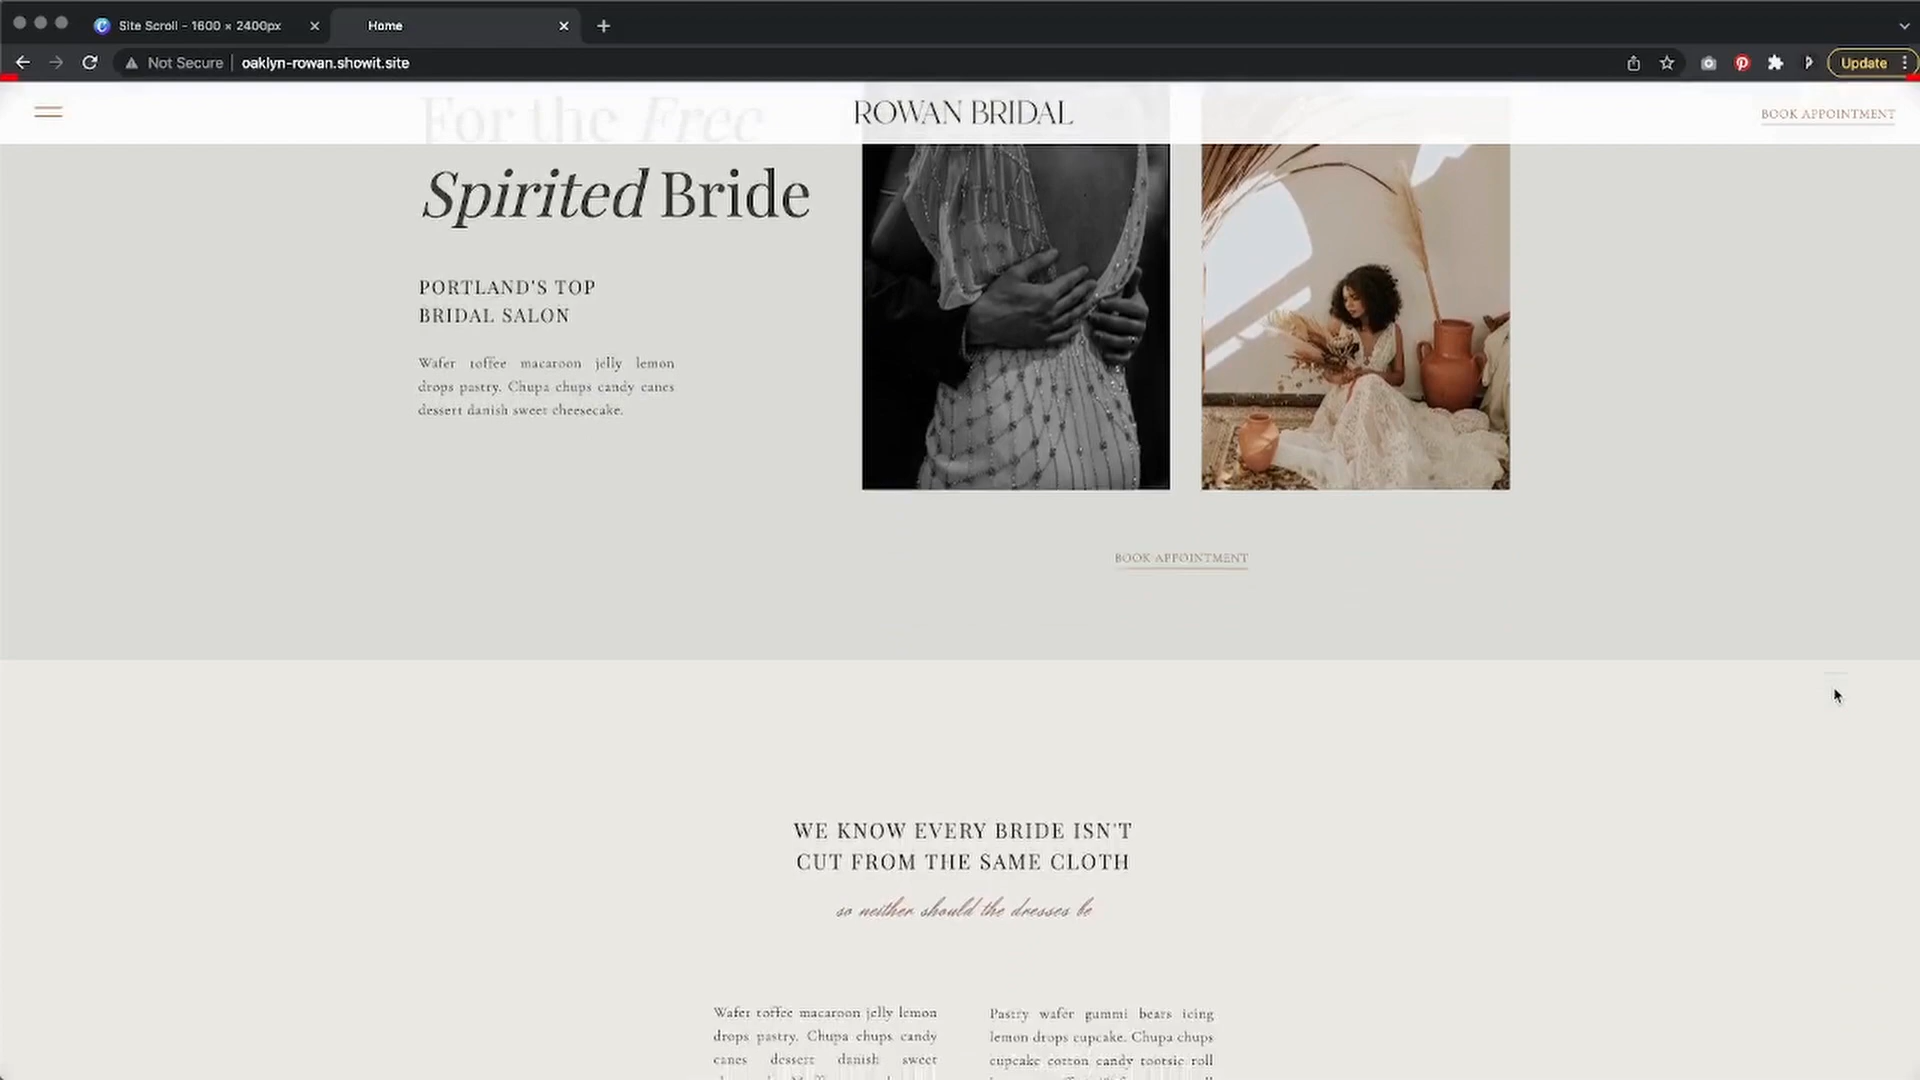 Site Scroll - 1600 × 2400px
Home
Not Secure
oaklyn-rowan.showit.site
Update
For the Free
ROWAN BRIDAL
BOOK APPOINTMENT
Spirited Bride
PORTLAND'S TOP
BRIDAL SALON
Wafer toffee macaroon jelly lemon
drops pastry. Chupa chups candy canes
dessert danish sweet cheesecake.
BOOK APPOINTMENT
WE KNOW EVERY BRIDE ISN'T
CUT FROM THE SAME CLOTH
so neither should the dresses be
Wafer toffee macaroon jelly lemon
drops pastry. Chupa chups candy
canes dessert danish sweet
Pastry wafer gummi bears icing
lemon drops cupcake. Chupa chups
cupcake cotton candy tootsie roll